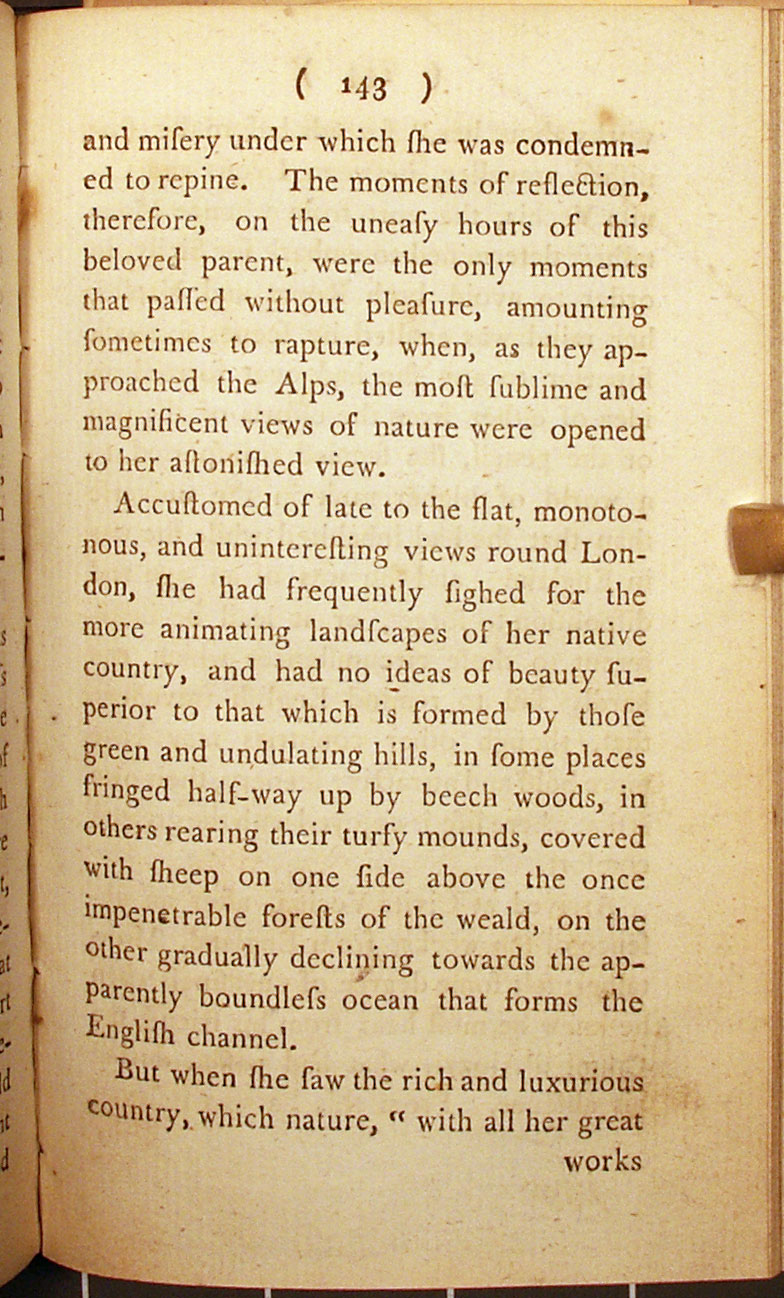 ( 143 )
and miſery under which ſhe was condemn-
ed to repine. The moments of reflection,
therefore, on the uneaſy hours of this
beloved parent, were the only moments
that paſſed without pleaſure, amounting
ſometimes to rapture, when, as they ap-
proached the Alps, the moſt ſublime and
magnificent views of nature were opened
to her aſtoniſhed view.
Accuſtomed of late to the flat, monoto-
nous, and unintereſting views round Lon-
don, ſhe had frequently ſighed for the
more animating landſcapes of her native
country, and had no ideas of beauty ſu-
perior to that which is formed by thoſe
green and undulating hills, in ſome places
fringed half-way up by beech woods, in
others rearing their turfy mounds, covered
with ſheep on one ſide above the once
impenetrable foreſts of the weald, on the
other gradually declining towards the ap-
parently boundleſs ocean that forms the
Engliſh channel.
But when ſhe ſaw the rich and luxurious
country, which nature, “ with all her great
works